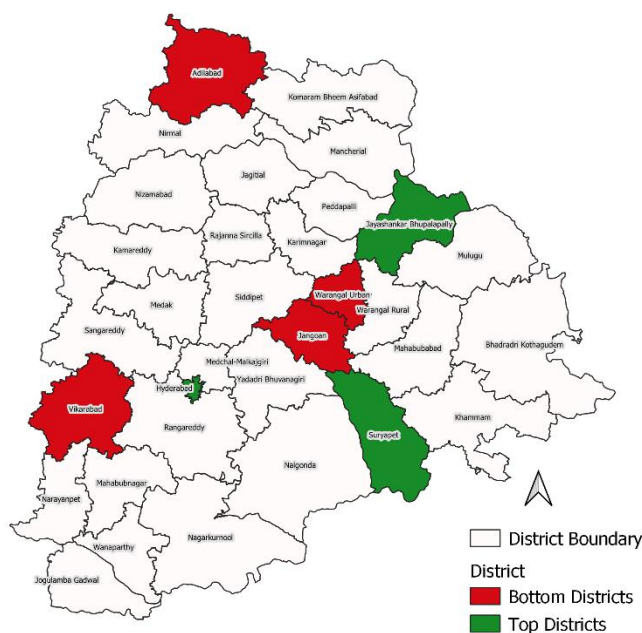 Adilabad
Komaram Bheem Asifabad
Nirmal
Mancherial
Jagitial
Nizamabad
Peddapalli
Jayashankar Bhupalapally
Rajanna Sircilla
Karimnagar
Kamareddy
Mulugu
Siddipet
Warangal Urban
Medak
Warangal Rural
Sangareddy
Jangoan
Mahabubabad
Bhadradri Kothagudem
Medchal-Malkajgiri
Hyderabad
Yadadri Bhuvanagiri
Vikarabad
Khammam
Rangareddy
Suryapet
Nalgonda
Mahabubnagar
Narayanpet
Nagarkurnool
Wanaparthy
Jogulamba Gadwal
District Boundary
District
Bottom Districts
Top Districts